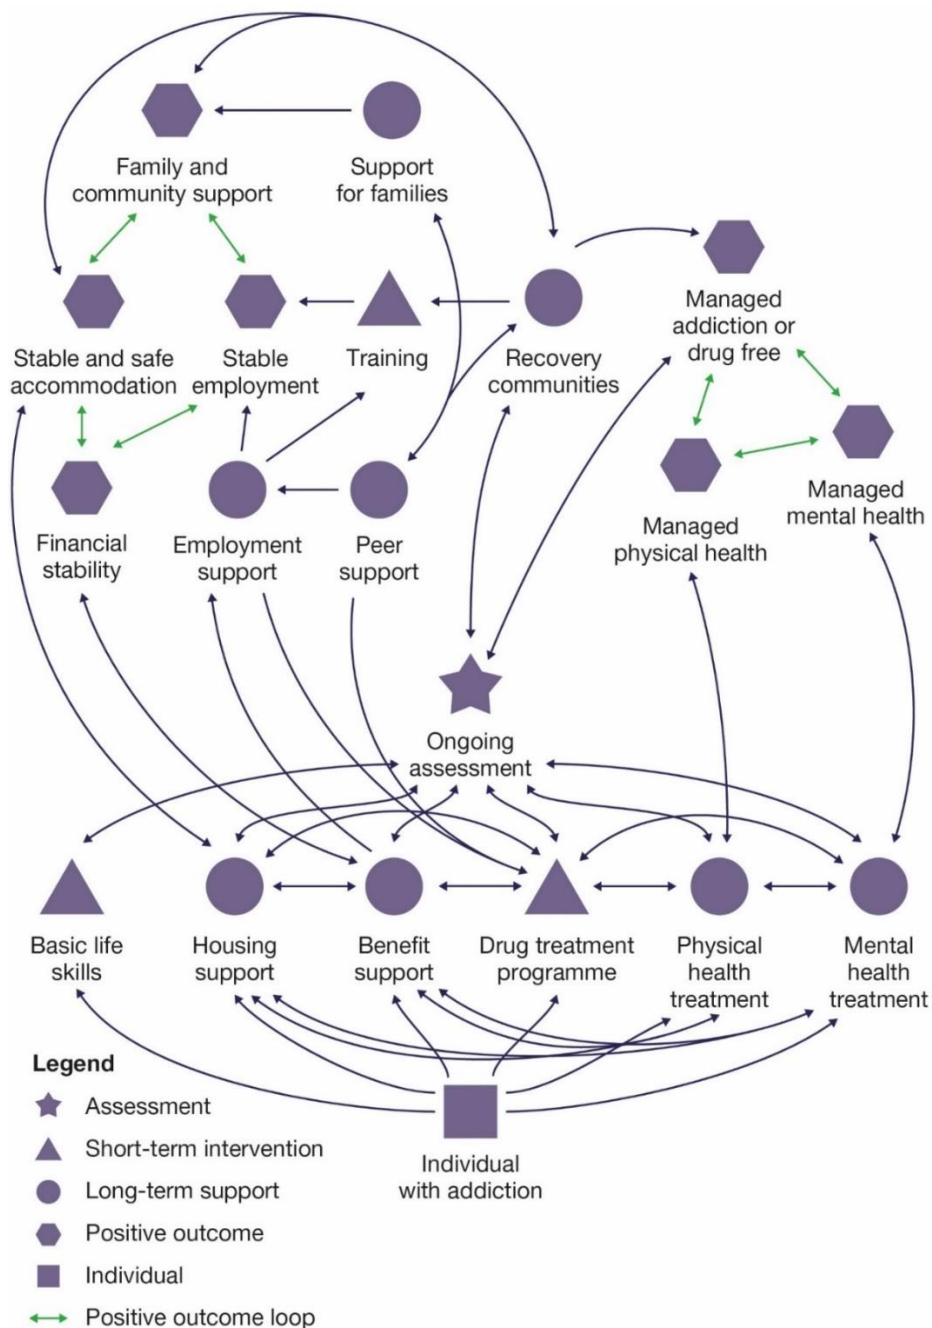 Family and
community support
Support
for families
Managed
addiction or
drug free
Stable and safe
accommodation
Stable
employment
Training
Recovery
communities
Managed
mental health
Managed
physical health
Financial
stability
Employment
support
Peer
support
Ongoing
assessment
Basic life
skills
Housing
support
Benefit
support
Drug treatment
programme
Physical
health
treatment
Mental
health
treatment
Individual
with addiction
Legend
Assessment
Short-term intervention
Long-term support
Positive outcome
Individual
Positive outcome loop